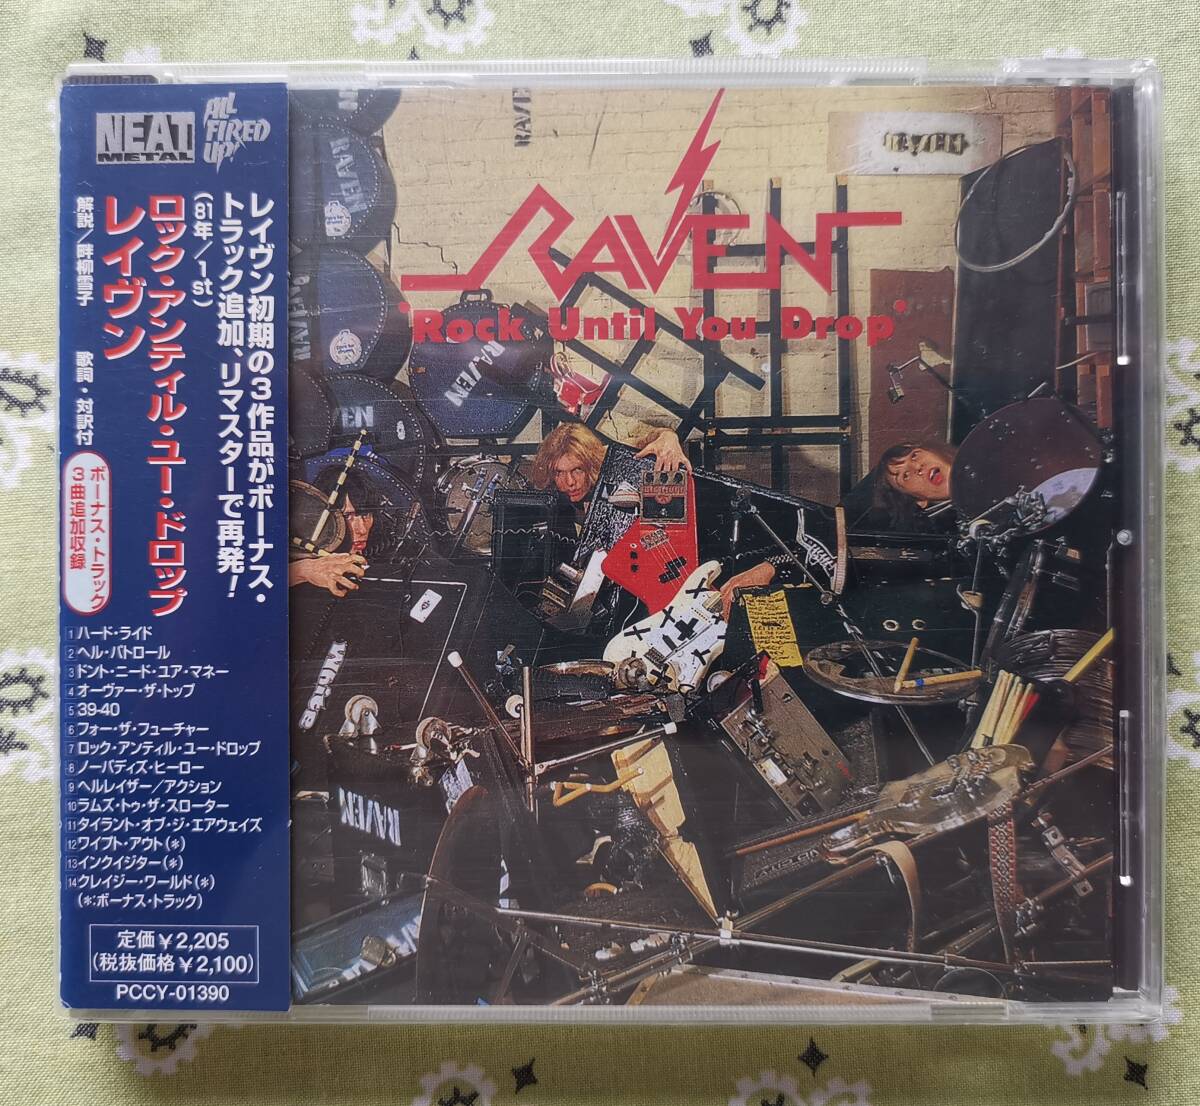 NEAT
METAL
ALL
FIRED
UP!
レイヴン初期の3作品がボーナス・
トラック追加、リマスターで再発!
(81年/1st)
ロック・アンティル・ユー・ドロップ
レイヴン
解説/畔柳雪子 歌詞・対訳付
ボーナス・トラック
3曲追加収録
1 ハード・ライド
2 ヘル・パトロール
3 ドント・ニード・ユア・マネー
4 オーヴァー・ザ・トップ
5 39-40
6 フォー・ザ・フューチャー
7 ロック・アンティル・ユー・ドロップ
8 ノーバディズ・ヒーロー
9 ヘルレイザー/アクション
10 ラムズ・トゥ・ザ・スローター
11 タイラント・オブ・ジ・エアウェイズ
12 ワイプト・アウト(*)
13 インクイジター(*)
14 クレイジー・ワールド(*)
(*:ボーナス・トラック)
定価¥2,205
(税抜価格¥2,100)
PCCY-01390
RAVEN
"Rock Until You Drop"
RAVEN
RAVEN
RAVEN
RAVEN
RAVEN